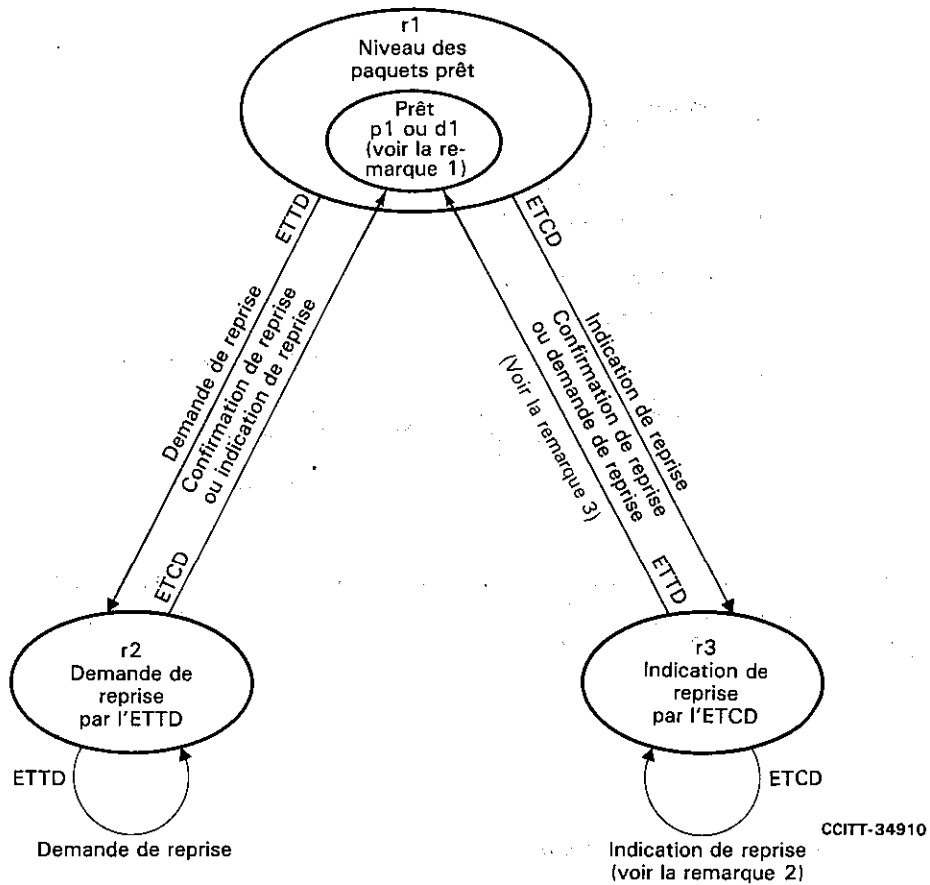 r1
Niveau des
paquets prêt
Prêt
p1 ou d1
(voir la re-
marque 1)
ETTD
ETCD
Demande de reprise
Confirmation de reprise
ou indication de reprise
ETCD
Indication de reprise
Confirmation de reprise
ou demande de reprise
(Voir la remarque 3)
ETTD
r2
Demande de
reprise
par l'ETTD
r3
Indication de
reprise
par l'ETCD
ETTD
Demande de reprise
ETCD
Indication de reprise
(voir la remarque 2)
CCITT-34910